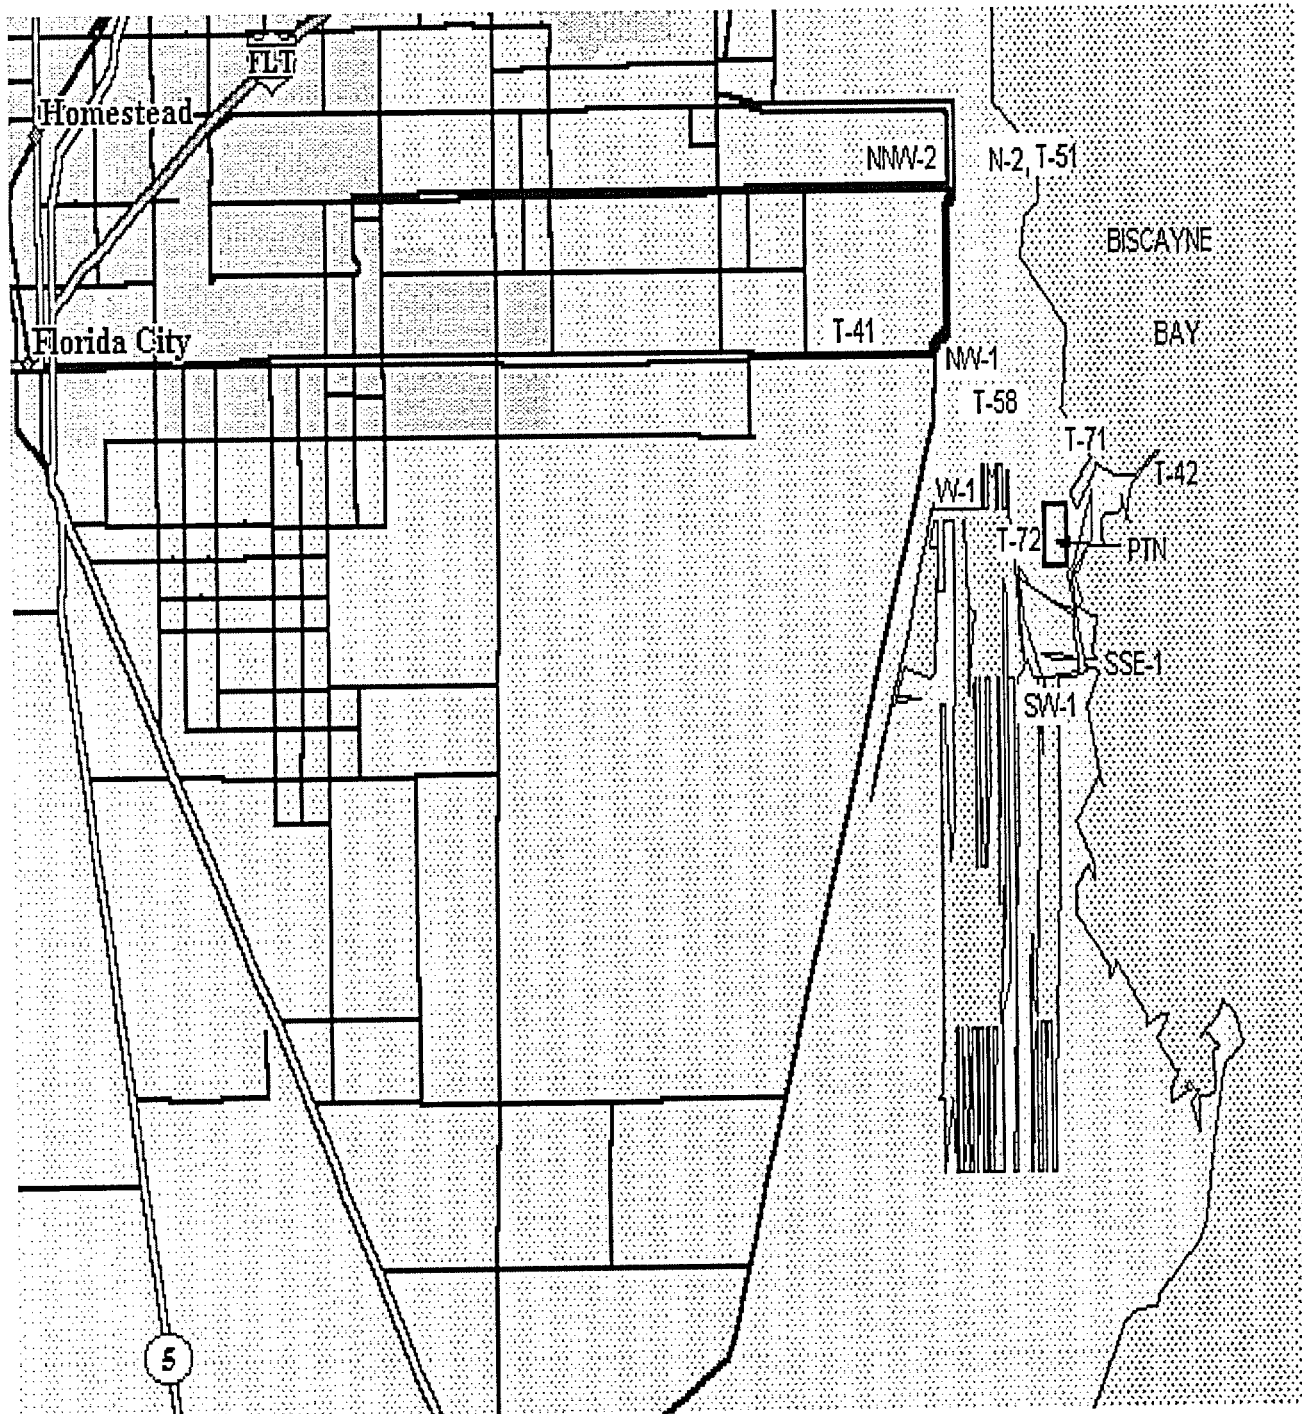 FLT
Homestead
NNW-2
N-2, T-51
BISCAYNE
BAY
T-41
Florida City
NW-1
T-58
T-71
T-42
W-1
T-72
PTN
SSE-1
SW-1
5